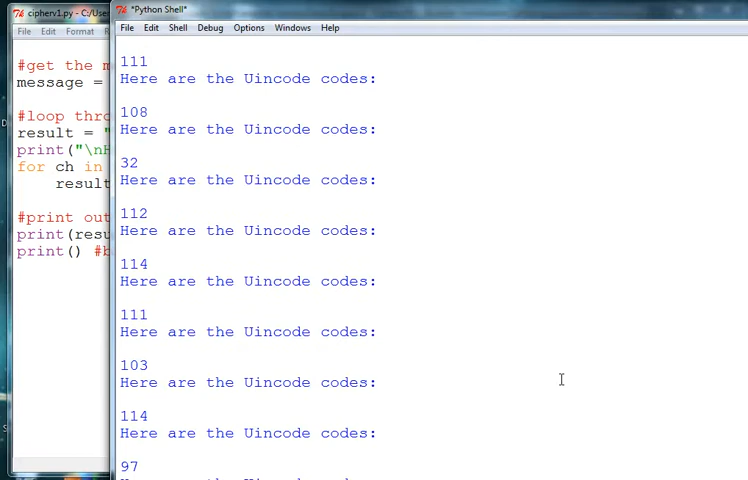 cipherv1.py - C:/User
File Edit Format
#get the m
message =
#loop thro
result = "
print("\nH
for ch in
result
#print out
print(resu
print() #b
*Python Shell*
File Edit Shell Debug Options Windows Help
111
Here are the Uincode codes:
108
Here are the Uincode codes:
32
Here are the Uincode codes:
112
Here are the Uincode codes:
114
Here are the Uincode codes:
111
Here are the Uincode codes:
103
Here are the Uincode codes:
114
Here are the Uincode codes:
97